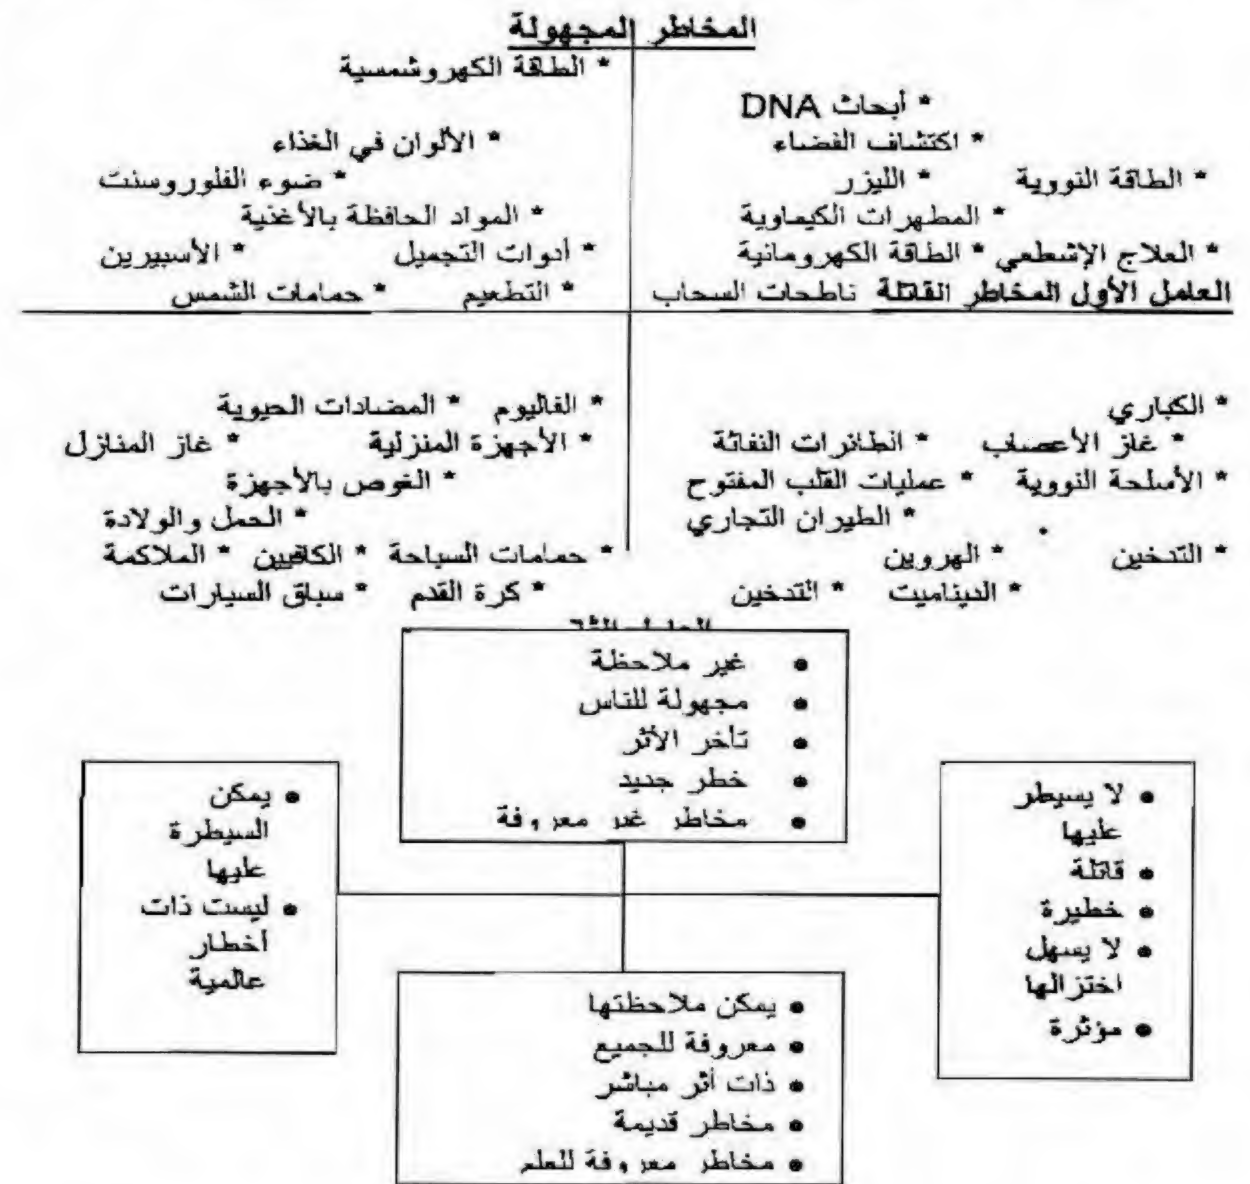 المخاطر المجهولة
* الطاقة الكهروشمسية
* أبحاث DNA
* اكتشاف الفضاء
* الألوان في الغذاء
* الطاقة النووية * الليزر
* ضوء الفلوروسنت
* المطهرات الكيماوية
* المواد الحافظة بالأغنية
* العلاج الإشعاعي * الطاقة الكهرومانية
* أدوات التجميل * الأسبيرين
العامل الأول المخاطر القاتلة ناطحات السحاب
* التطعيم * حمامات الشمس
* الكباري
* غاز الأعصاب * الطائرات النفاثة
* الأسلحة النووية * عمليات القلب المفتوح
* الطيران التجاري
* التدخين * الهروين
* الديناميت * التدخين
* الفاليوم * المضادات الحيوية
* الأجهزة المنزلية * غاز المنازل
* الغوص بالأجهزة
* الحمل والولادة
* حمامات السباحة * الكافيين * الملاكمة
* كرة القدم * سباق السيارات
• غير ملاحظة
• مجهولة للناس
• تأخر الأثر
• خطر جديد
• مخاطر غير معروفة
• لا يسيطر
عليها
• قاتلة
• خطيرة
• لا يسهل
اختزالها
• مؤثرة
• يمكن
السيطرة
عليها
• ليست ذات
أخطار
عالمية
• يمكن ملاحظتها
• معروفة للجميع
• ذات أثر مباشر
• مخاطر قديمة
• مخاطر معروفة للعلم